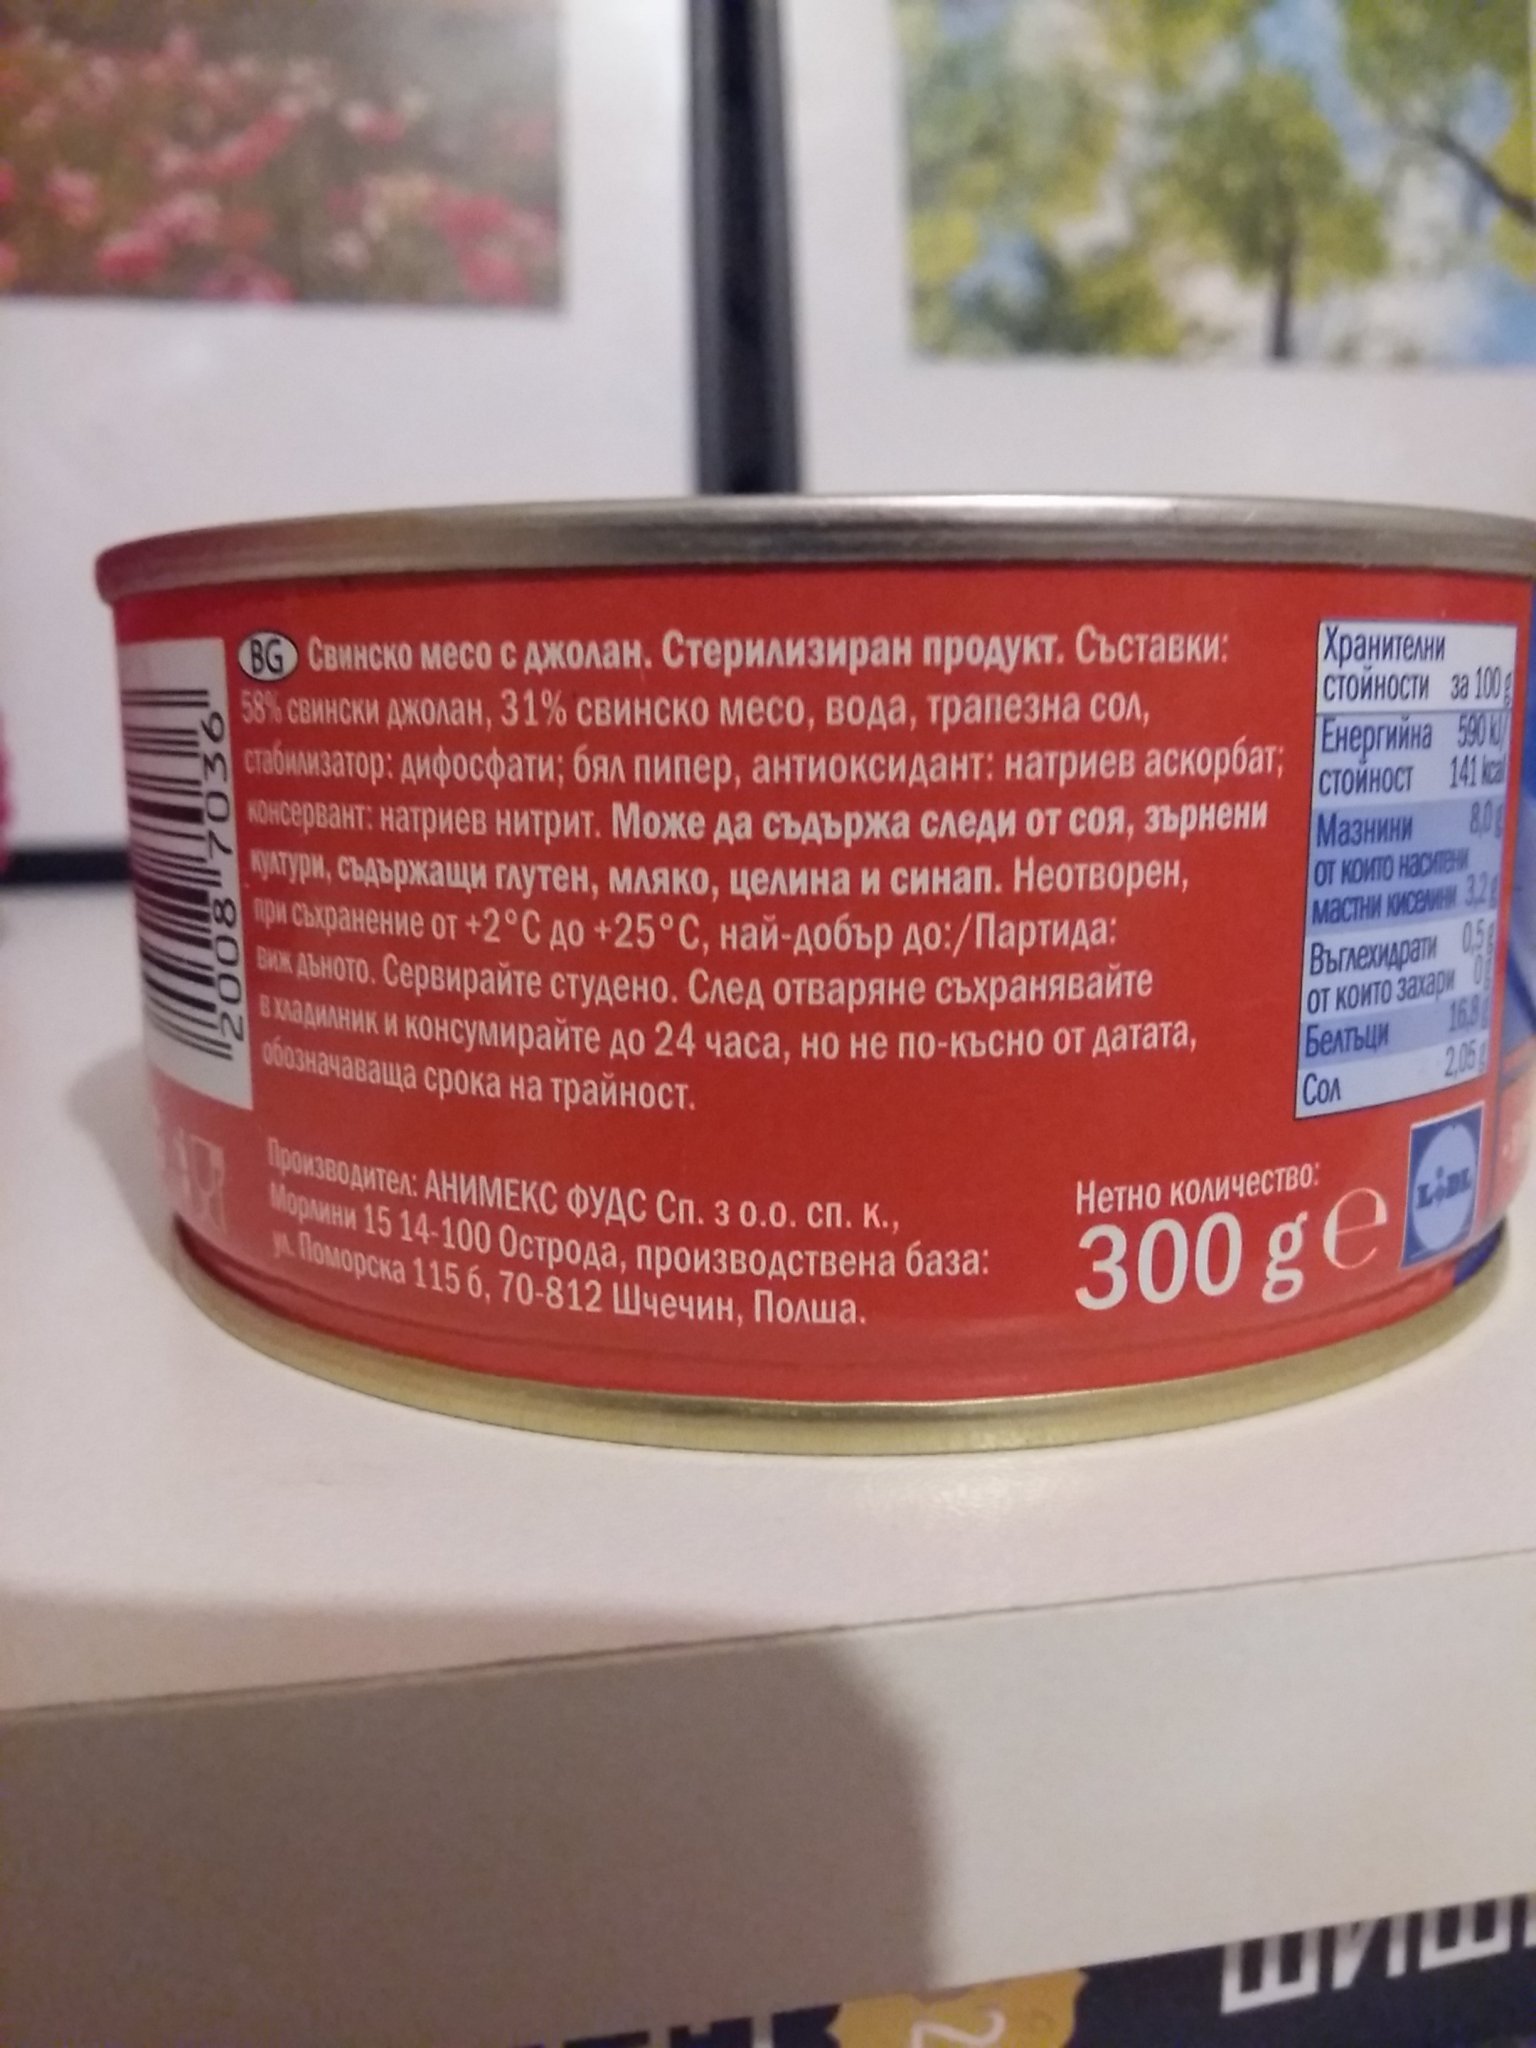 BG Свинско месо с джолан. Стерилизиран продукт. Съставки:
58% свински джолан, 31% свинско месо, вода, трапезна сол,
стабилизатор: дифосфати; бял пипер, антиоксидант: натриев аскорбат;
консервант: натриев нитрит. Може да съдържа следи от соя, зърнени
култури, съдържащи глутен, мляко, целина и синап. Неотворен,
при съхранение от +2°C до +25°C, най-добър до:/Партида:
виж дъното. Сервирайте студено. След отваряне съхранявайте
в хладилник и консумирайте до 24 часа, но не по-късно от датата,
обозначаваща срока на трайност.
Производител: АНИМЕКС ФУДС Сп. з о.о. сп. к.,
Морлини 15 14-100 Острода, производствена база:
ул. Поморска 115 б, 70-812 Шчечин, Полша.
Нетно количество:
300 g e
LIDL
2008 7036
Хранителни
стойности за 100 g
Енергийна 590 kJ/
стойност 141 kcal
Мазнини 8,0 g
от които наситени
мастни киселини 3,2 g
Въглехидрати 0,5 g
от които захари 0 g
Белтъци 16,8 g
Сол 2,05 g